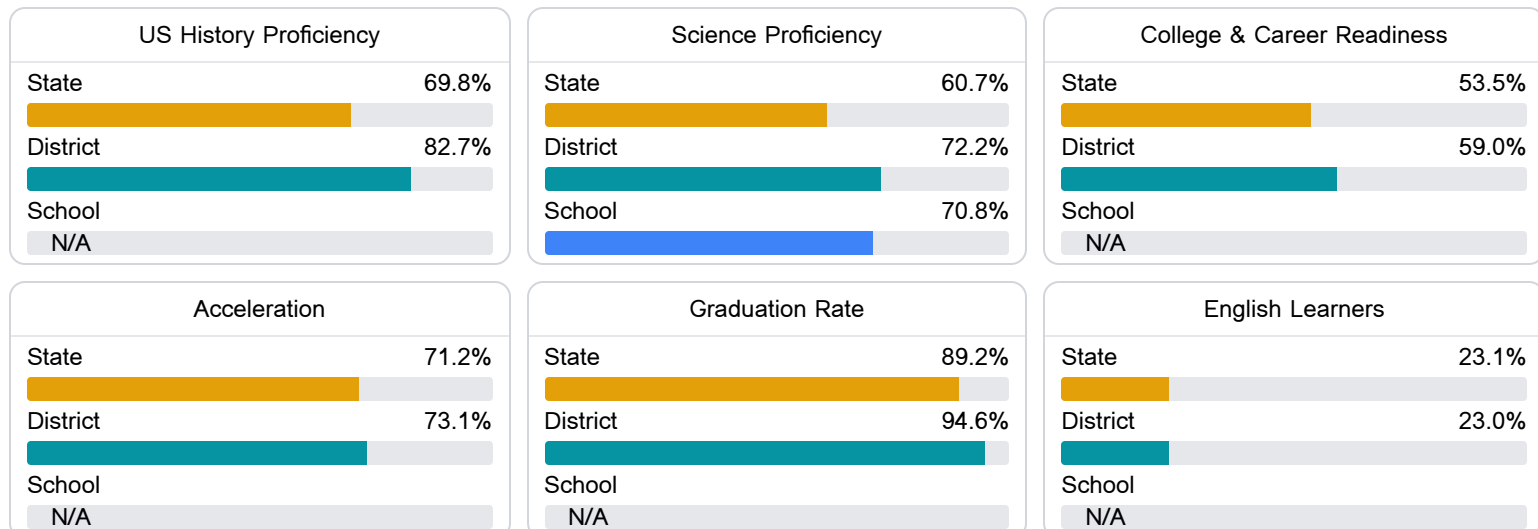 US History Proficiency
State 69.8%
District 82.7%
School
N/A
Science Proficiency
State 60.7%
District 72.2%
School 70.8%
College & Career Readiness
State 53.5%
District 59.0%
School
N/A
Acceleration
State 71.2%
District 73.1%
School
N/A
Graduation Rate
State 89.2%
District 94.6%
School
N/A
English Learners
State 23.1%
District 23.0%
School
N/A